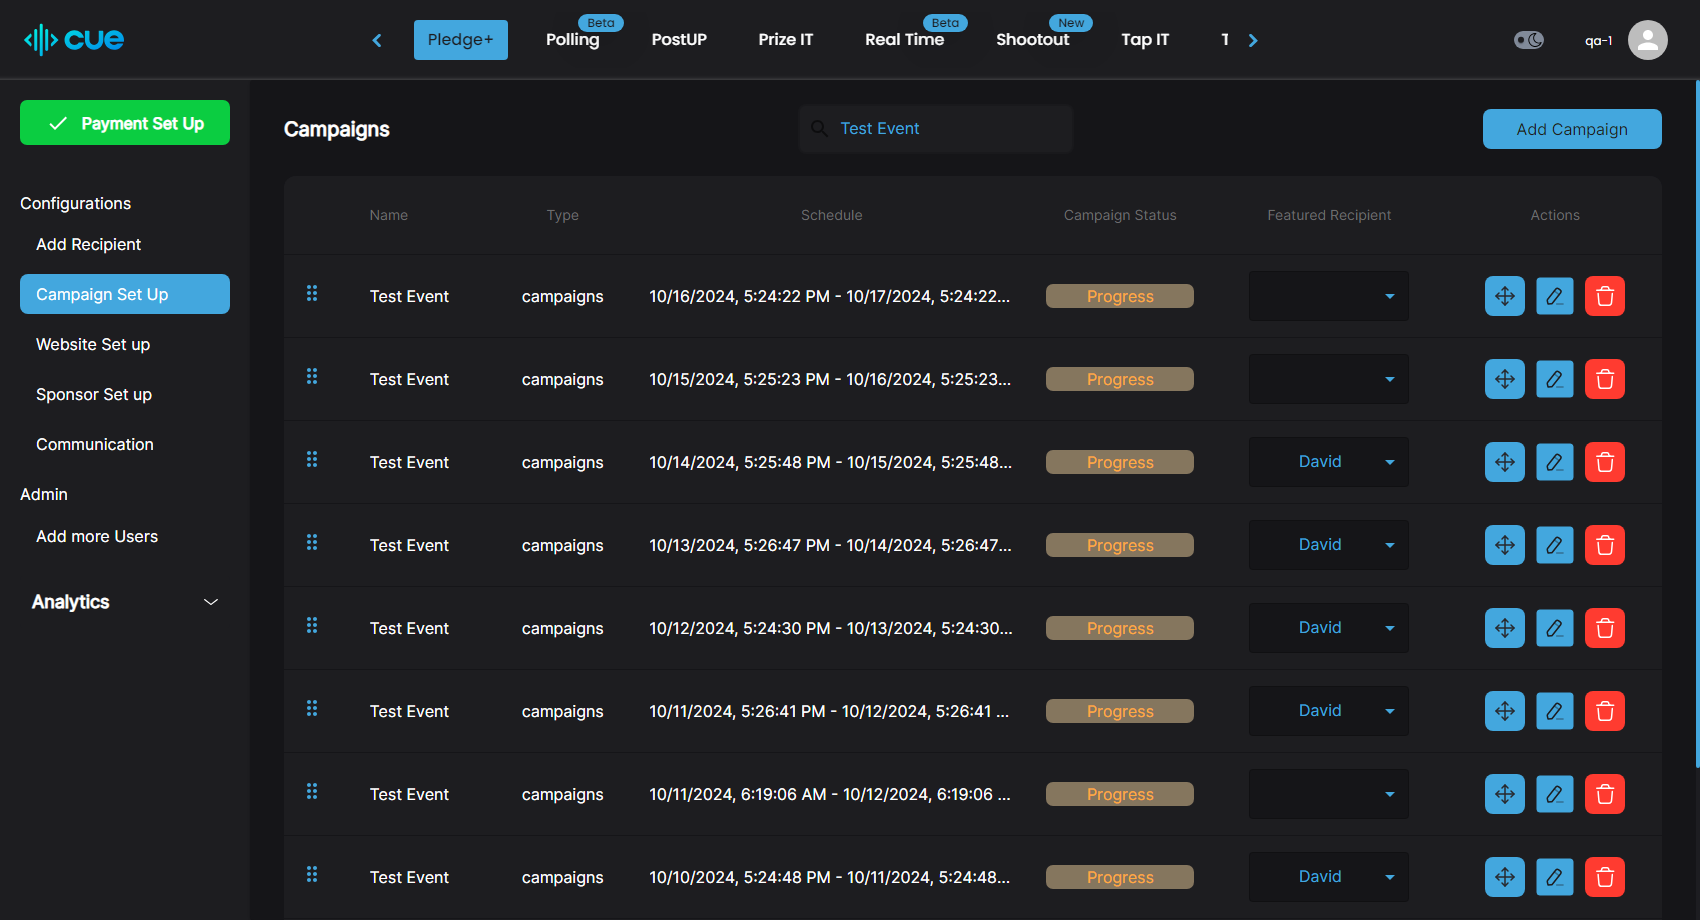 cue
Pledge+
Polling
Beta
PostUP
Prize IT
Real Time
Beta
Shootout
New
Tap IT
T
qa-1
Payment Set Up
Configurations
Add Recipient
Campaign Set Up
Website Set up
Sponsor Set up
Communication
Admin
Add more Users
Analytics
Campaigns
Test Event
Add Campaign
Name Type Schedule Campaign Status Featured Recipient Actions
Test Event campaigns 10/16/2024, 5:24:22 PM - 10/17/2024, 5:24:22... Progress
Test Event campaigns 10/15/2024, 5:25:23 PM - 10/16/2024, 5:25:23... Progress
Test Event campaigns 10/14/2024, 5:25:48 PM - 10/15/2024, 5:25:48... Progress David
Test Event campaigns 10/13/2024, 5:26:47 PM - 10/14/2024, 5:26:47... Progress David
Test Event campaigns 10/12/2024, 5:24:30 PM - 10/13/2024, 5:24:30... Progress David
Test Event campaigns 10/11/2024, 5:26:41 PM - 10/12/2024, 5:26:41 ... Progress David
Test Event campaigns 10/11/2024, 6:19:06 AM - 10/12/2024, 6:19:06 ... Progress
Test Event campaigns 10/10/2024, 5:24:48 PM - 10/11/2024, 5:24:48... Progress David